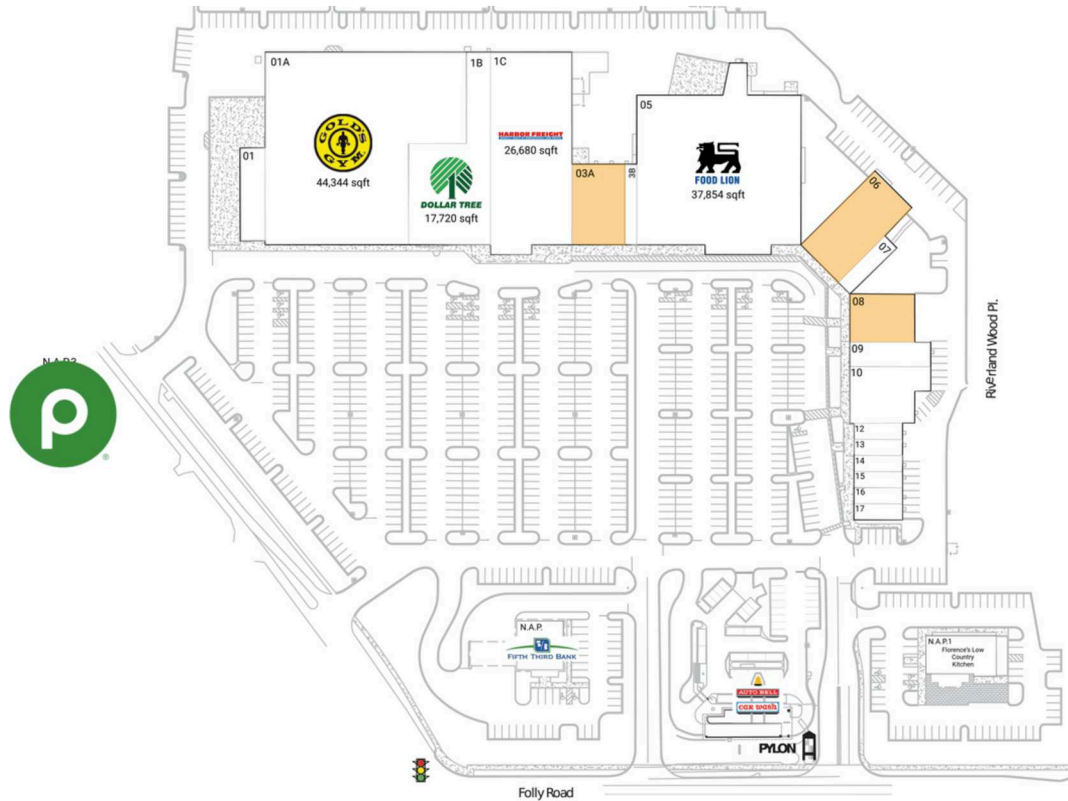 01A
1B
1C
01
GOLD'S
GYM
44,344 sqft
DOLLAR TREE
17,720 sqft
HARBOR FREIGHT
26,680 sqft
03A
3B
05
FOOD LION
37,854 sqft
06
07
08
09
10
12
13
14
15
16
17
Riverland Wood Pl.
p
N.A.P.
FIFTH THIRD BANK
AUTO BELL
car wash
PYLON
N.A.P.1
Florence's Low
Country
Kitchen
Folly Road